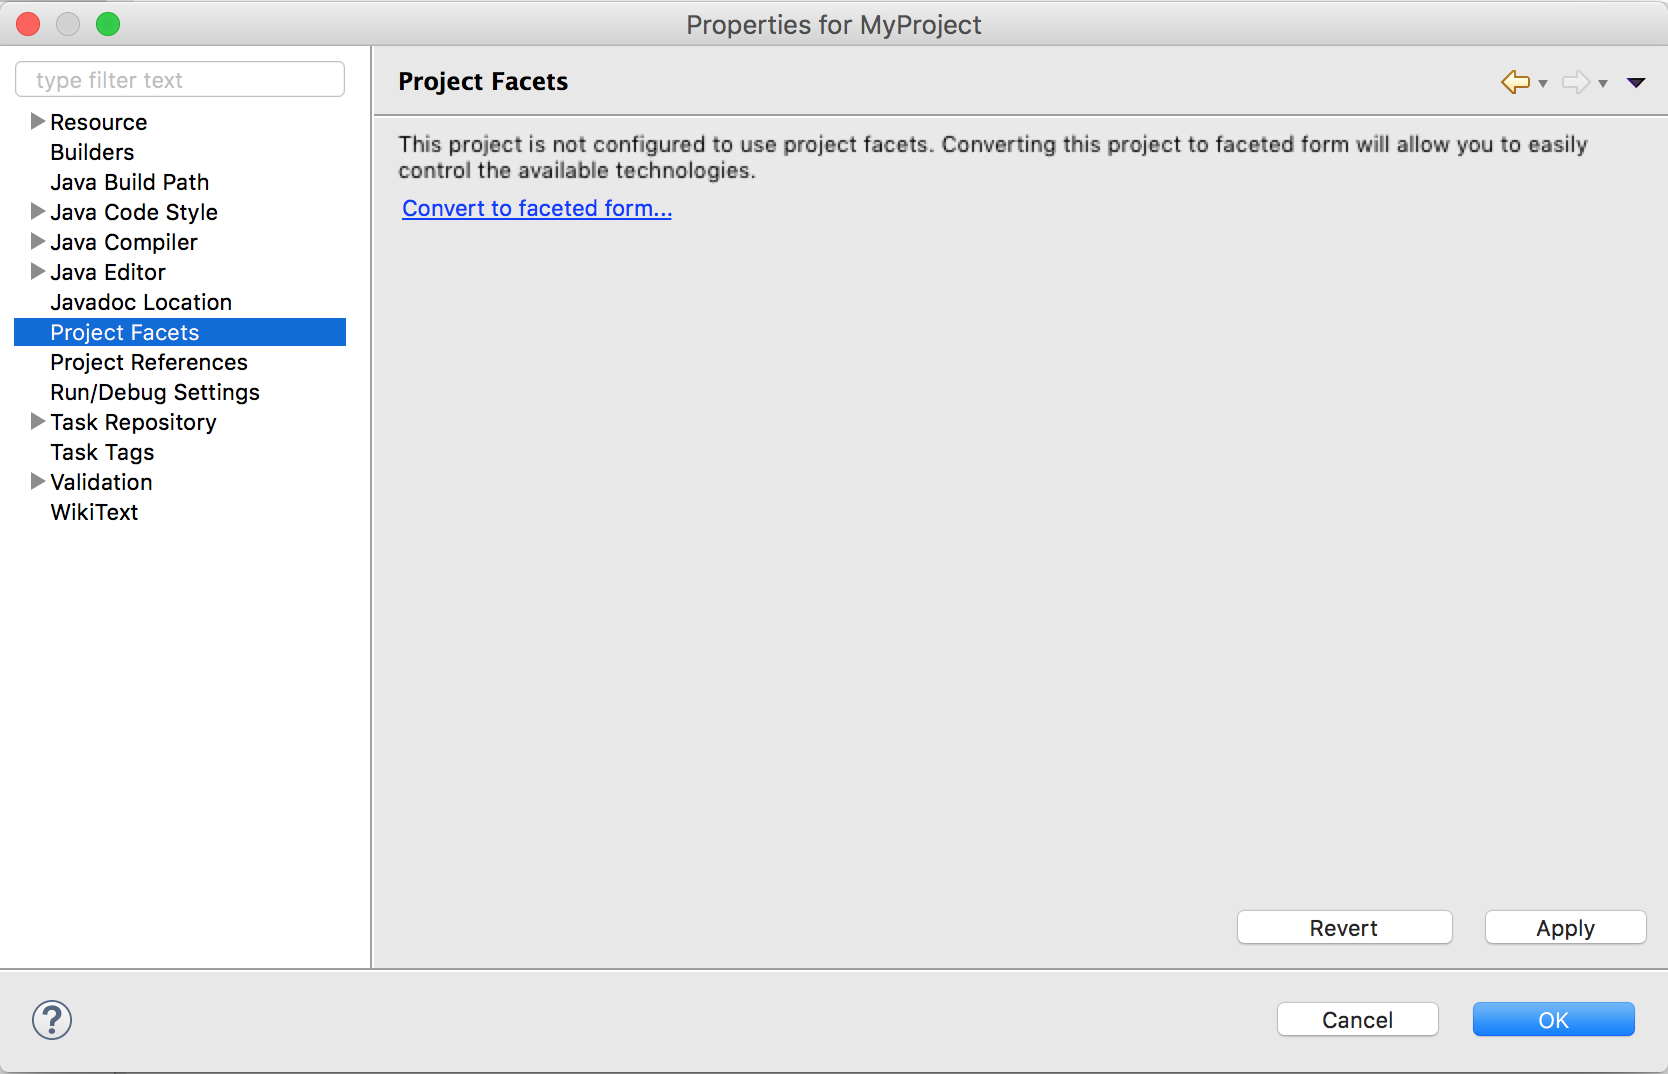 Properties for MyProject
type filter text
Resource
Builders
Java Build Path
Java Code Style
Java Compiler
Java Editor
Javadoc Location
Project Facets
Project References
Run/Debug Settings
Task Repository
Task Tags
Validation
WikiText
Project Facets
This project is not configured to use project facets. Converting this project to faceted form will allow you to easily
control the available technologies.
Convert to faceted form...
Revert
Apply
?
Cancel
OK